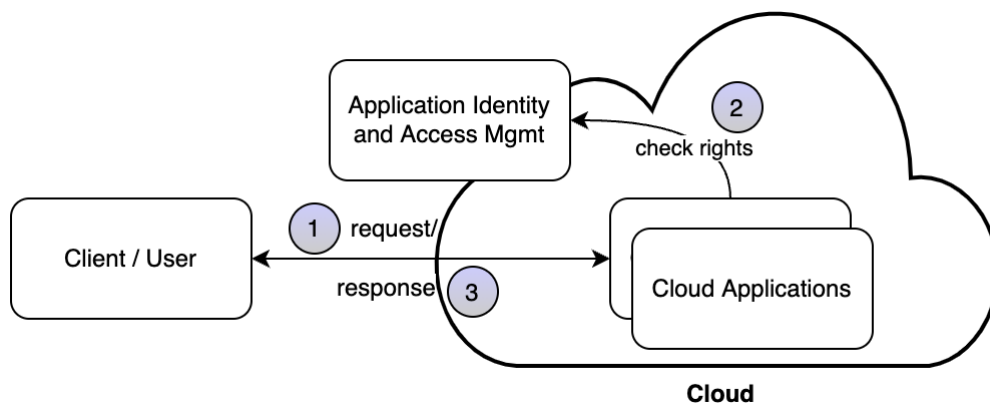 Application Identity
and Access Mgmt
2
check rights
1 request/
Client / User
response 3
Cloud Applications
Cloud